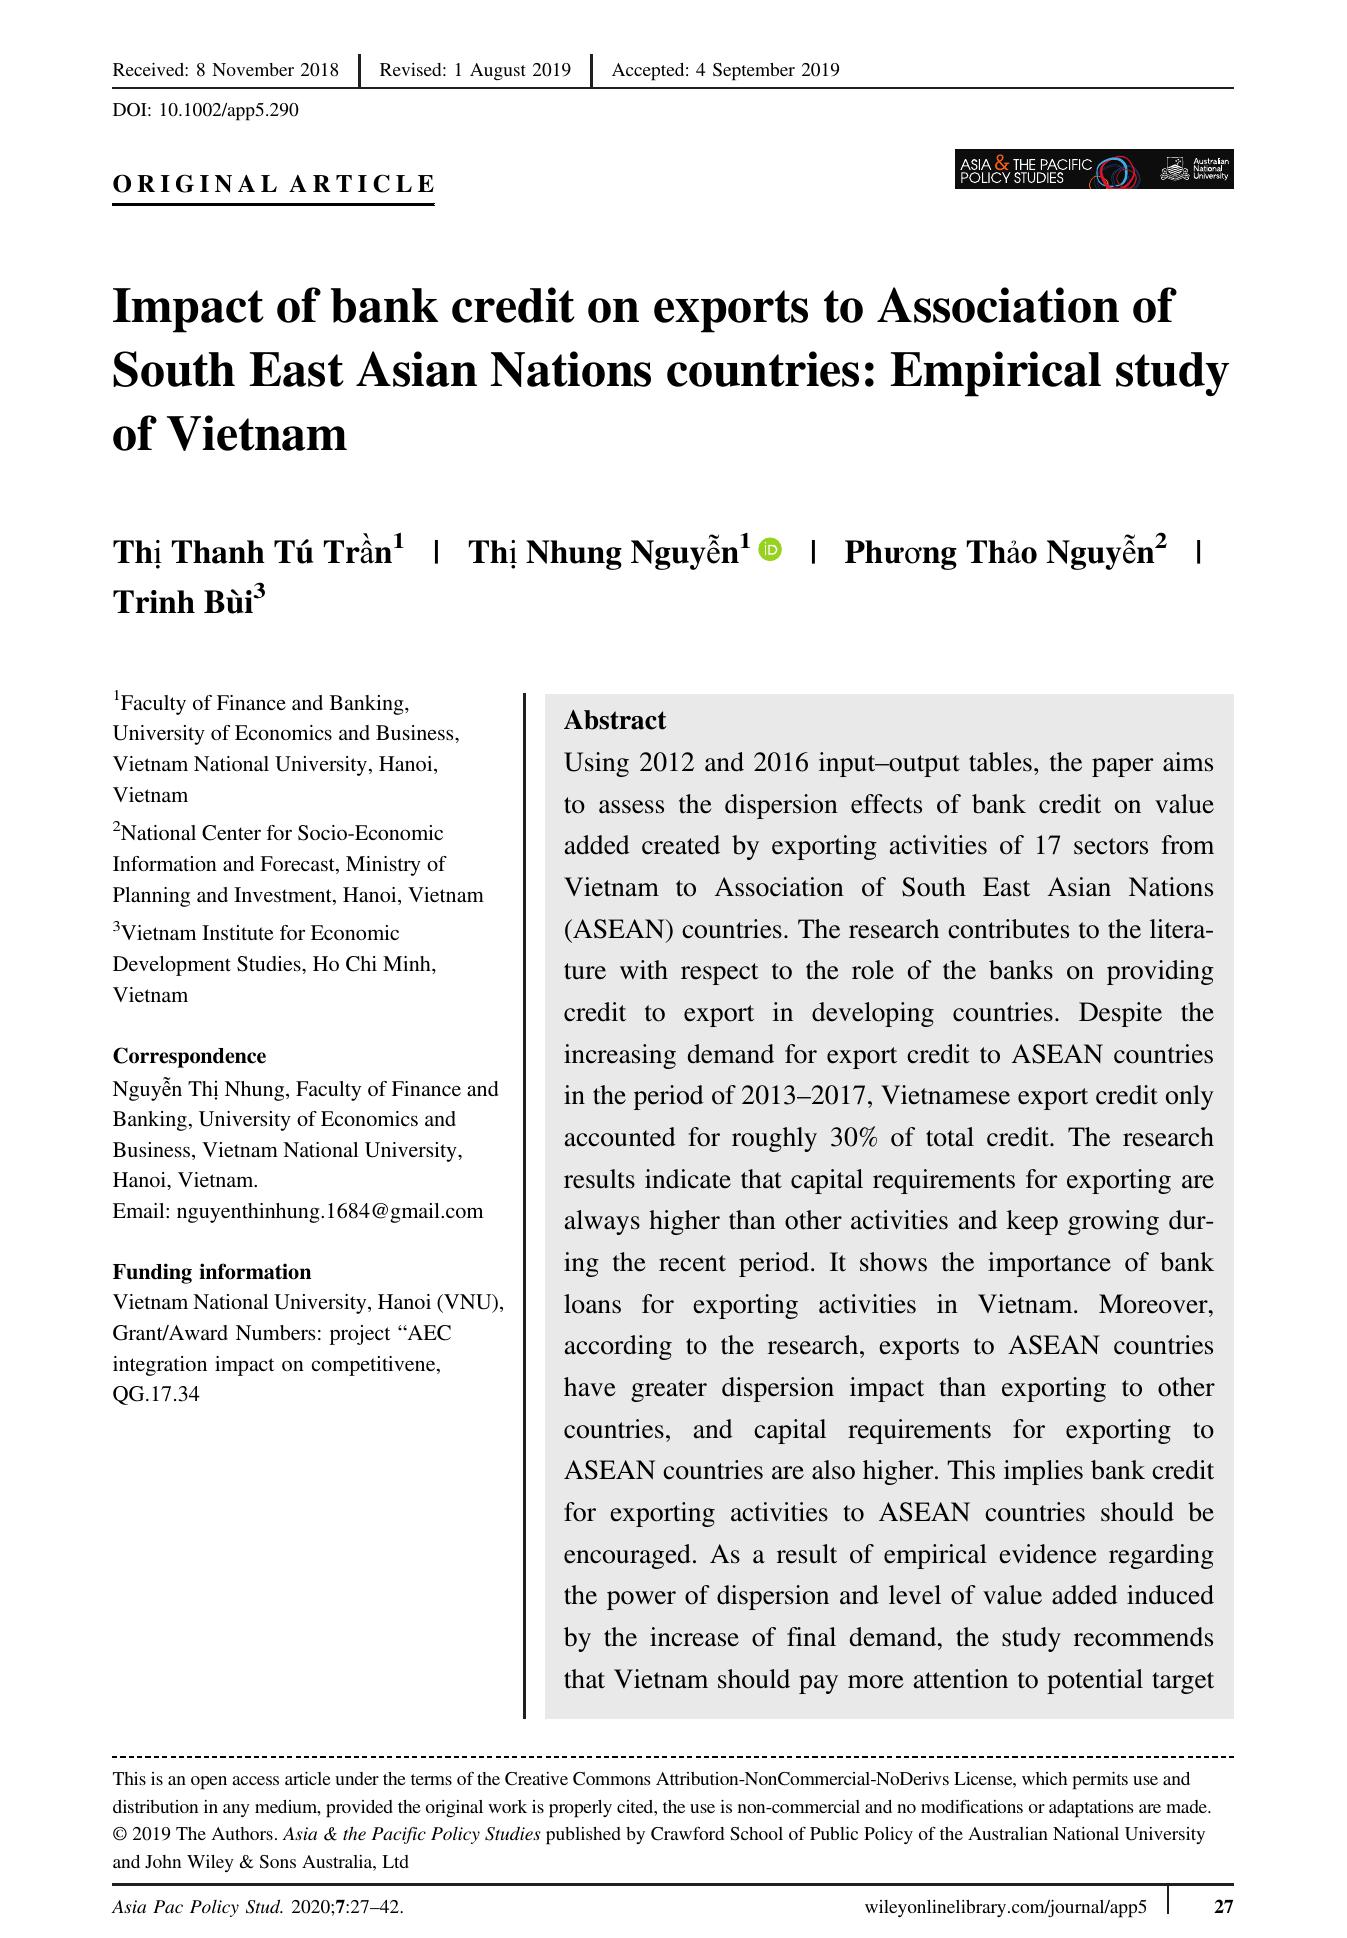 Received: 8 November 2018 | Revised: 1 August 2019 | Accepted: 4 September 2019
DOI: 10.1002/app5.290
ORIGINAL ARTICLE
ASIA & THE PACIFIC
POLICY STUDIES
Australian
National
University
Impact of bank credit on exports to Association of
South East Asian Nations countries: Empirical study
of Vietnam
Thị Thanh Tú Trần1 | Thị Nhung Nguyễn1 iD | Phương Thảo Nguyễn2 |
Trinh Bùi3
1Faculty of Finance and Banking,
University of Economics and Business,
Vietnam National University, Hanoi,
Vietnam
2National Center for Socio-Economic
Information and Forecast, Ministry of
Planning and Investment, Hanoi, Vietnam
3Vietnam Institute for Economic
Development Studies, Ho Chi Minh,
Vietnam
Correspondence
Nguyễn Thị Nhung, Faculty of Finance and
Banking, University of Economics and
Business, Vietnam National University,
Hanoi, Vietnam.
Email: nguyenthinhung.1684@gmail.com
Funding information
Vietnam National University, Hanoi (VNU),
Grant/Award Numbers: project “AEC
integration impact on competitivene,
QG.17.34
Abstract
Using 2012 and 2016 input–output tables, the paper aims
to assess the dispersion effects of bank credit on value
added created by exporting activities of 17 sectors from
Vietnam to Association of South East Asian Nations
(ASEAN) countries. The research contributes to the litera-
ture with respect to the role of the banks on providing
credit to export in developing countries. Despite the
increasing demand for export credit to ASEAN countries
in the period of 2013–2017, Vietnamese export credit only
accounted for roughly 30% of total credit. The research
results indicate that capital requirements for exporting are
always higher than other activities and keep growing dur-
ing the recent period. It shows the importance of bank
loans for exporting activities in Vietnam. Moreover,
according to the research, exports to ASEAN countries
have greater dispersion impact than exporting to other
countries, and capital requirements for exporting to
ASEAN countries are also higher. This implies bank credit
for exporting activities to ASEAN countries should be
encouraged. As a result of empirical evidence regarding
the power of dispersion and level of value added induced
by the increase of final demand, the study recommends
that Vietnam should pay more attention to potential target
This is an open access article under the terms of the Creative Commons Attribution-NonCommercial-NoDerivs License, which permits use and
distribution in any medium, provided the original work is properly cited, the use is non-commercial and no modifications or adaptations are made.
© 2019 The Authors. Asia & the Pacific Policy Studies published by Crawford School of Public Policy of the Australian National University
and John Wiley & Sons Australia, Ltd
Asia Pac Policy Stud. 2020;7:27–42. wileyonlinelibrary.com/journal/app5 | 27